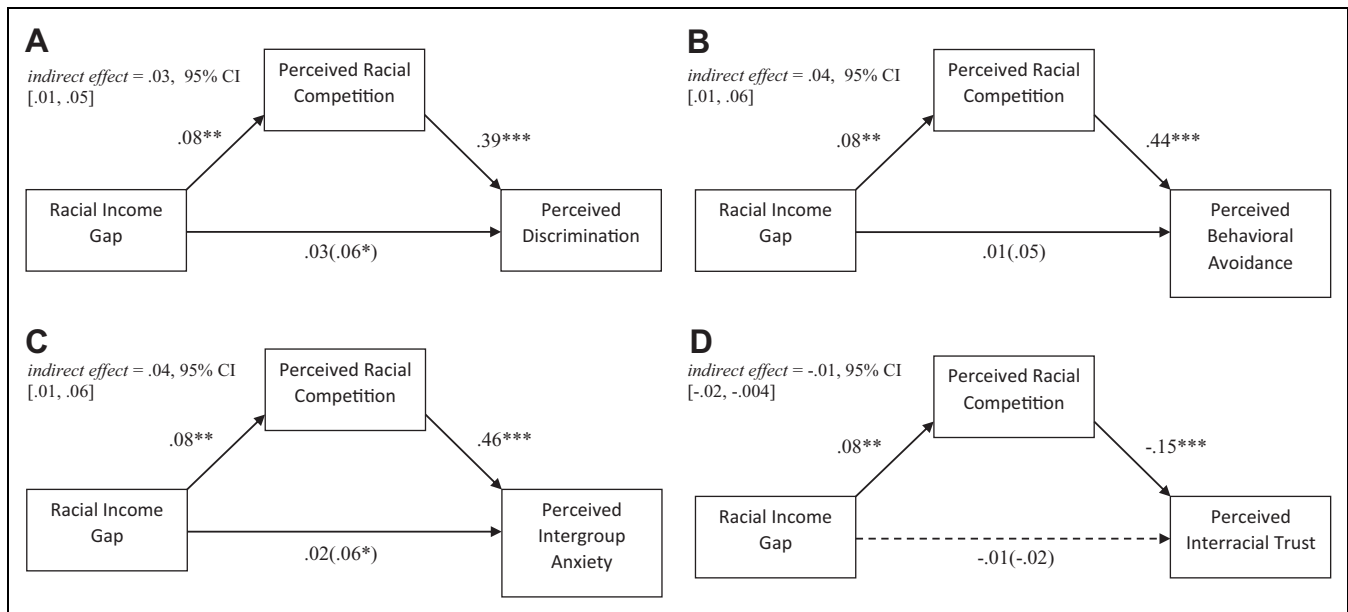 A
indirect effect = .03, 95% CI
[.01, .05]
Perceived Racial
Competition
.08**
.39***
Racial Income
Gap
Perceived
Discrimination
.03(.06*)
B
indirect effect = .04, 95% CI
[.01, .06]
Perceived Racial
Competition
.08**
.44***
Racial Income
Gap
Perceived
Behavioral
Avoidance
.01(.05)
C
indirect effect = .04, 95% CI
[.01, .06]
Perceived Racial
Competition
.08**
.46***
Racial Income
Gap
Perceived
Intergroup
Anxiety
.02(.06*)
D
indirect effect = -.01, 95% CI
[-.02, -.004]
Perceived Racial
Competition
.08**
-.15***
Racial Income
Gap
Perceived
Interracial Trust
-.01(-.02)